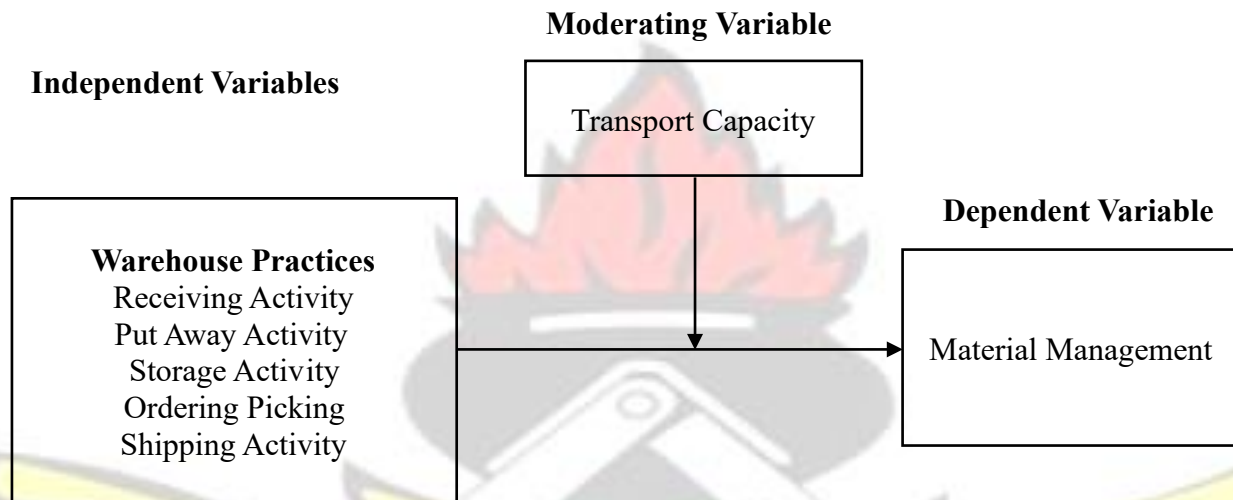 Moderating Variable
Independent Variables
Transport Capacity
Dependent Variable
Warehouse Practices
Receiving Activity
Put Away Activity
Storage Activity
Ordering Picking
Shipping Activity
Material Management